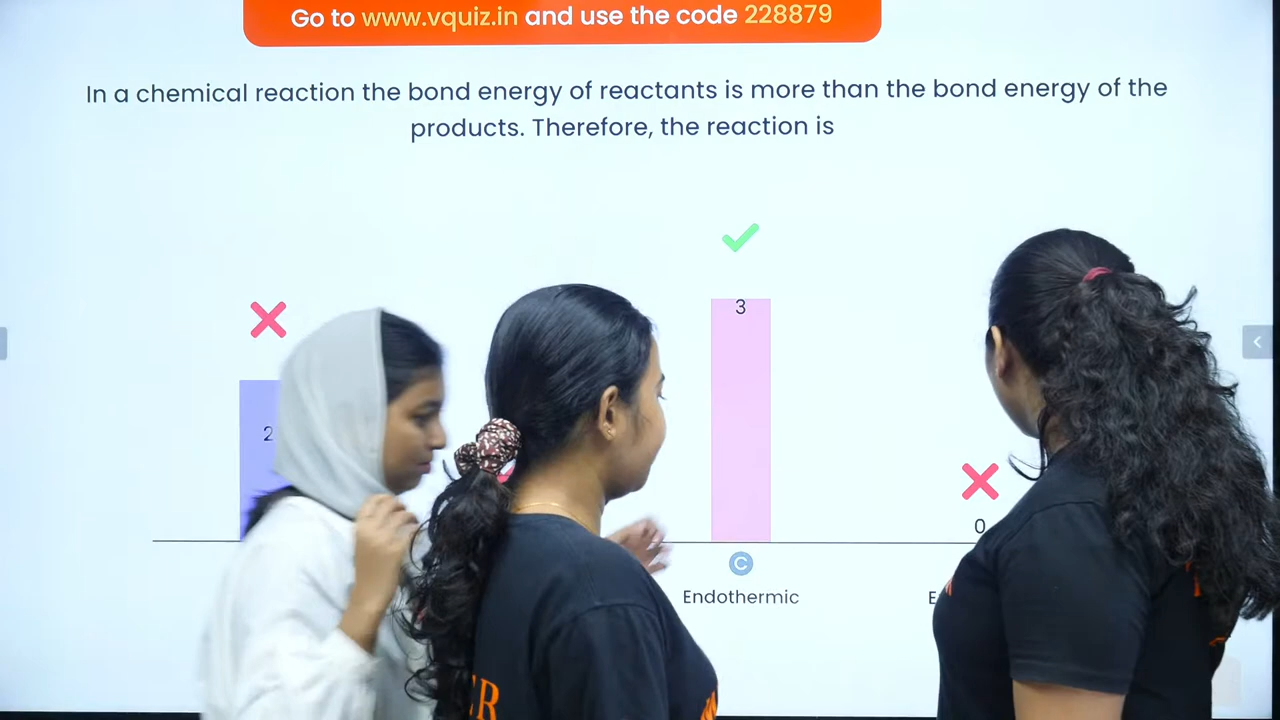 Go to www.vquiz.in and use the code 228879
In a chemical reaction the bond energy of reactants is more than the bond energy of the
products. Therefore, the reaction is
3
2
0
C
Endothermic